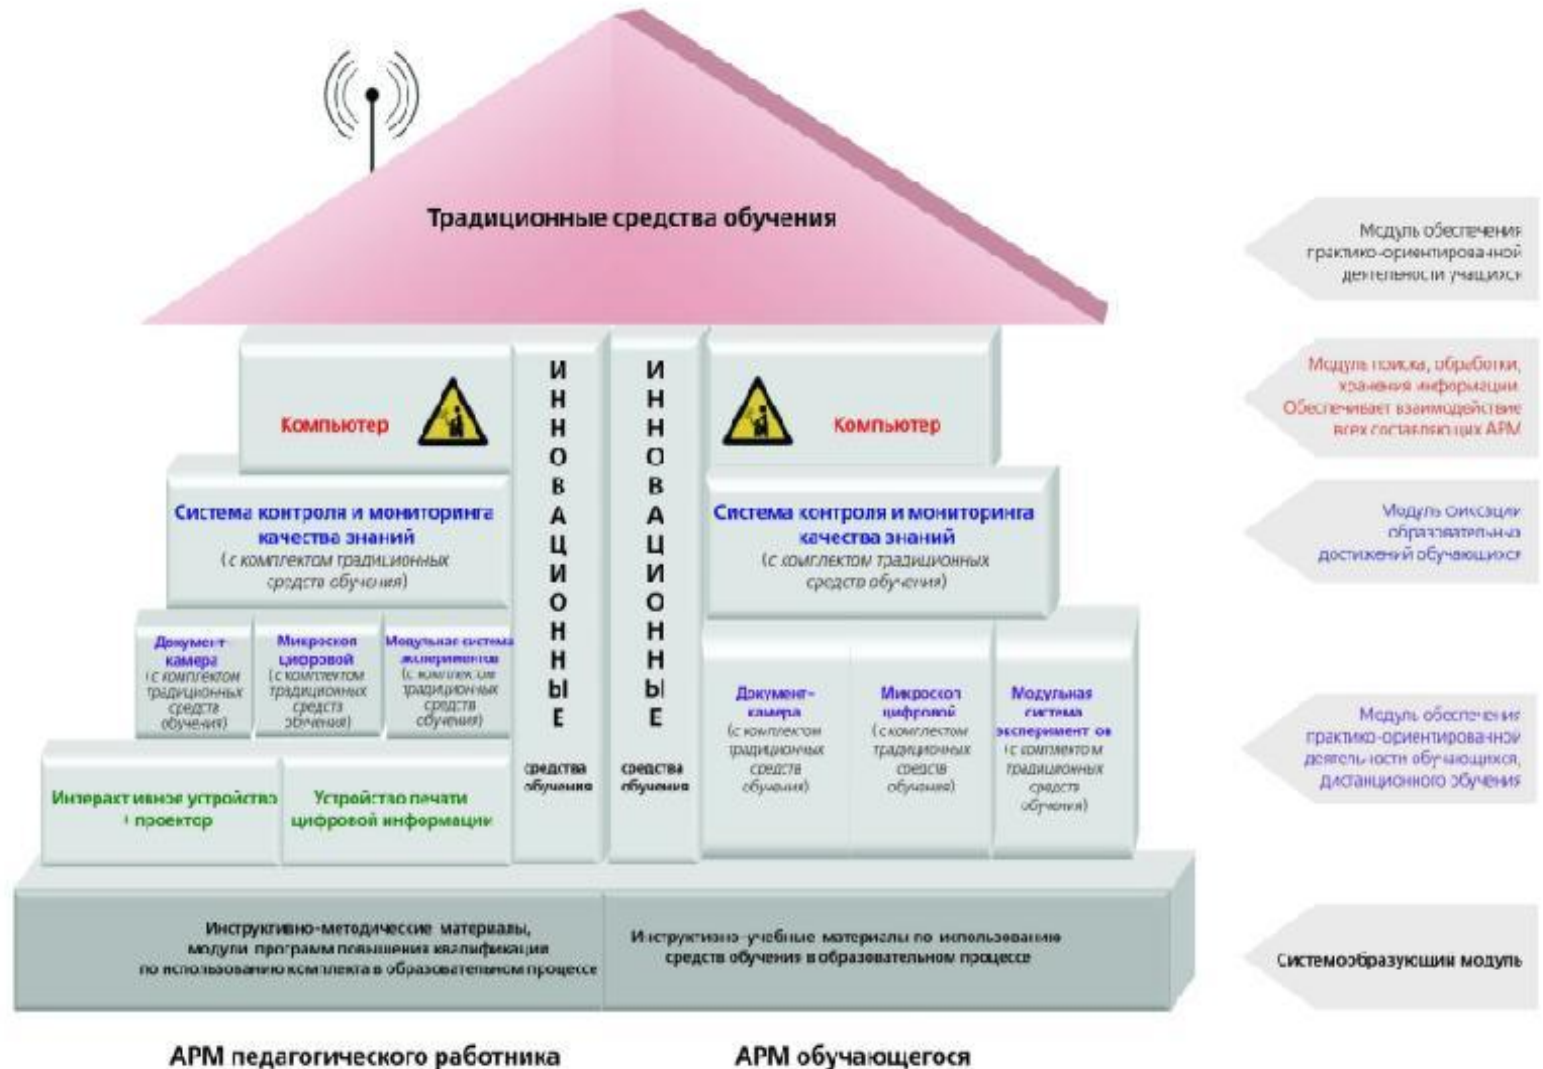 Традиционные средства обучения
Компьютер
Система контроля и мониторинга
качества знаний
(с комплектом традиционных
средств обучения)
Документ-
камера
(с комплектом
традиционных
средств
обучения)
Микроскоп
цифровой
(с комплектом
традиционных
средств
обучения)
Модульная система
экспериментов
(с комплектом
традиционных
средств
обучения)
Интерактивное устройство
+ проектор
Устройство печати
цифровой информации
ИННОВАЦИОННЫЕ
средства
обучения
ИННОВАЦИОННЫЕ
средства
обучения
Компьютер
Система контроля и мониторинга
качества знаний
(с комплектом традиционных
средств обучения)
Документ-
камера
(с комплектом
традиционных
средств
обучения)
Микроскоп
цифровой
(с комплектом
традиционных
средств
обучения)
Модульная
система
экспериментов
(с комплектом
традиционных
средств
обучения)
Инструктивно-методические материалы,
модули программ повышения квалификации
по использованию комплекта в образовательном процессе
Инструктивно-учебные материалы по использованию
средств обучения в образовательном процессе
АРМ педагогического работника
АРМ обучающегося
Модуль обеспечения
практико-ориентированной
деятельности учащихся
Модуль поиска, обработки,
хранения информации.
Обеспечивает взаимодействие
всех составляющих АРМ
Модуль фиксации
образовательных
достижений обучающихся
Модуль обеспечения
практико-ориентированной
деятельности обучающихся,
дистанционного обучения
Системообразующий модуль